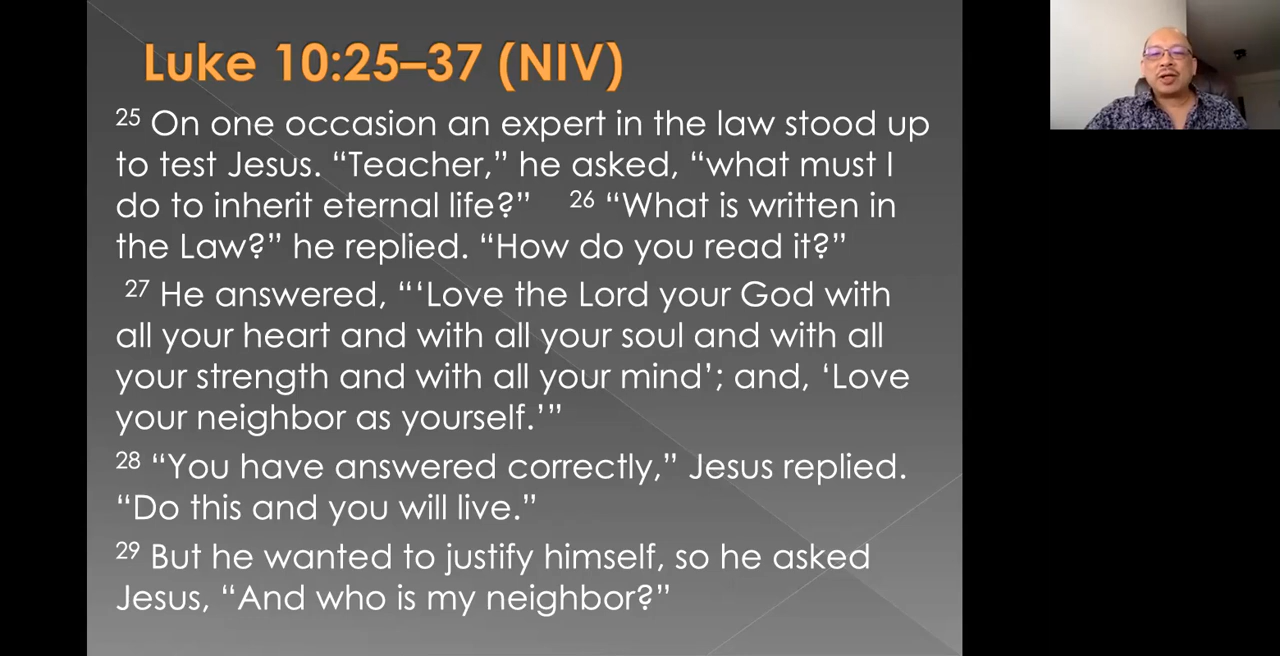 Luke 10:25–37 (NIV)
25 On one occasion an expert in the law stood up
to test Jesus. “Teacher,” he asked, “what must I
do to inherit eternal life?” 26 “What is written in
the Law?” he replied. “How do you read it?”
27 He answered, “‘Love the Lord your God with
all your heart and with all your soul and with all
your strength and with all your mind’; and, ‘Love
your neighbor as yourself.’”
28 “You have answered correctly,” Jesus replied.
“Do this and you will live.”
29 But he wanted to justify himself, so he asked
Jesus, “And who is my neighbor?”